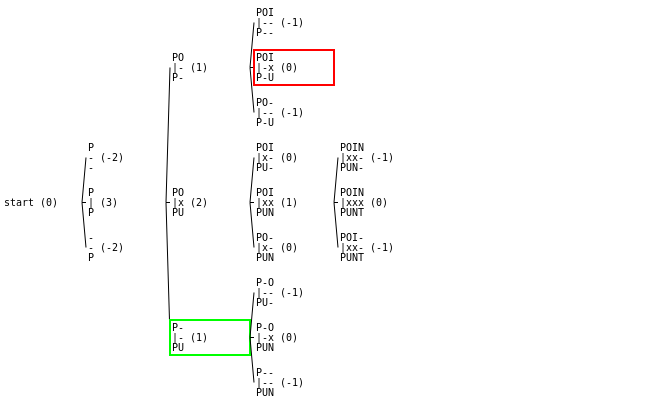 start (0)
P
- (-2)
-
P
| (3)
P
-
- (-2)
P
PO
|- (1)
P-
PO
|x (2)
PU
P-
|- (1)
PU
POI
|-- (-1)
P--
POI
|-x (0)
P-U
PO-
|-- (-1)
P-U
POI
|x- (0)
PU-
POI
|xx (1)
PUN
PO-
|x- (0)
PUN
P-O
|-- (-1)
PU-
P-O
|-x (0)
PUN
P--
|-- (-1)
PUN
POIN
|xx- (-1)
PUN-
POIN
|xxx (0)
PUNT
POI-
|xx- (-1)
PUNT